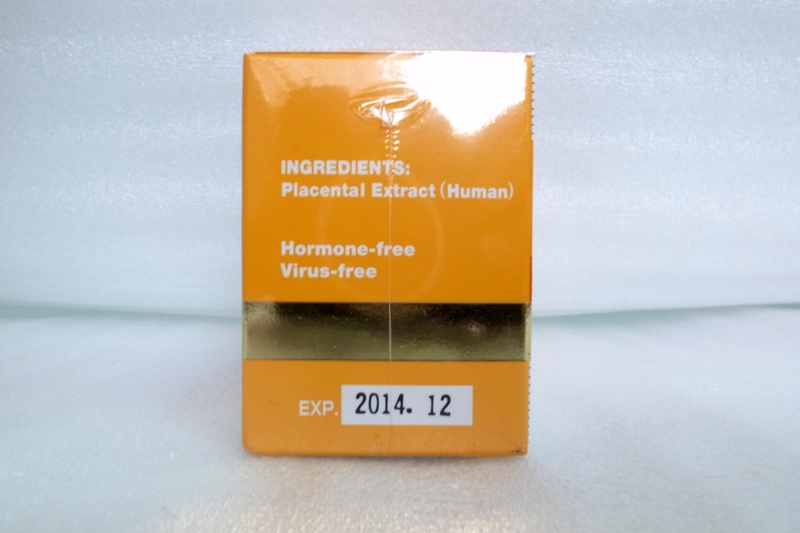 INGREDIENTS:
Placental Extract (Human)
Hormone-free
Virus-free
EXP. 2014. 12